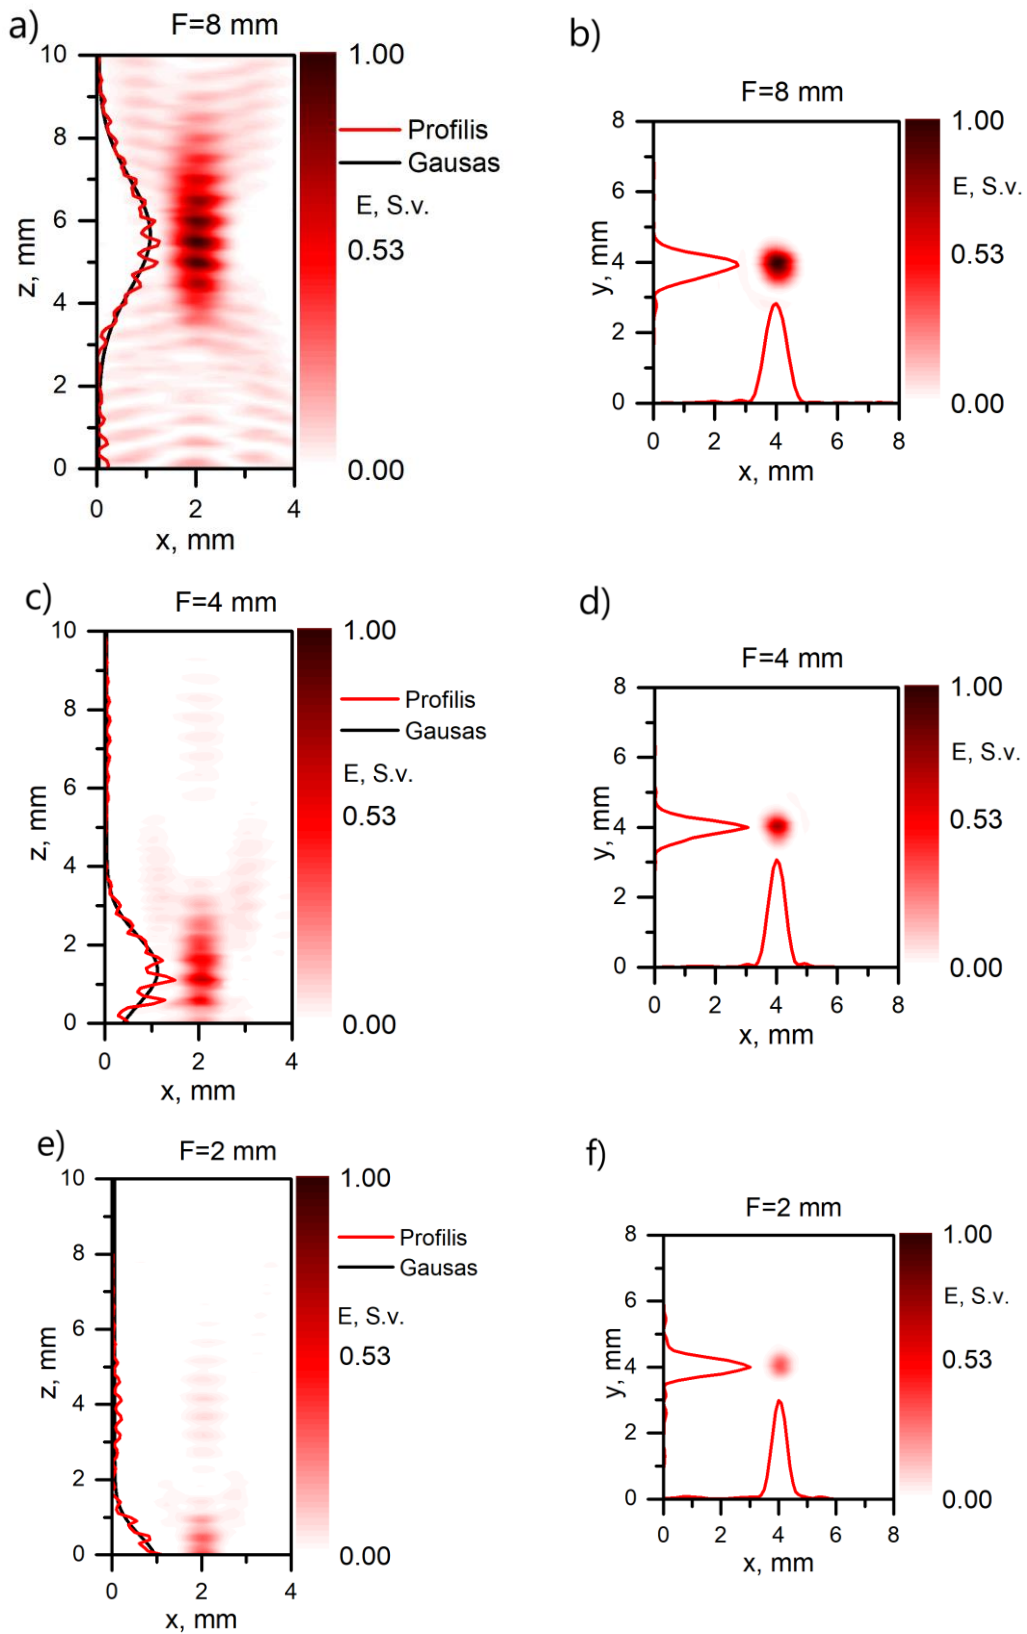 a)
F=8 mm
10
8
6
4
2
0
z, mm
0
2
4
x, mm
1.00
Profilis
Gausas
E, S.v.
0.53
0.00
b)
F=8 mm
8
6
4
2
0
y, mm
0
2
4
6
8
x, mm
1.00
E, S.v.
0.53
0.00
c)
F=4 mm
10
8
6
4
2
0
z, mm
0
2
4
x, mm
1.00
Profilis
Gausas
E, S.v.
0.53
0.00
d)
F=4 mm
8
6
4
2
0
y, mm
0
2
4
6
8
x, mm
1.00
E, S.v.
0.53
0.00
e)
F=2 mm
10
8
6
4
2
0
z, mm
0
2
4
x, mm
1.00
Profilis
Gausas
E, S.v.
0.53
0.00
f)
F=2 mm
8
6
4
2
0
y, mm
0
2
4
6
8
x, mm
1.00
E, S.v.
0.53
0.00